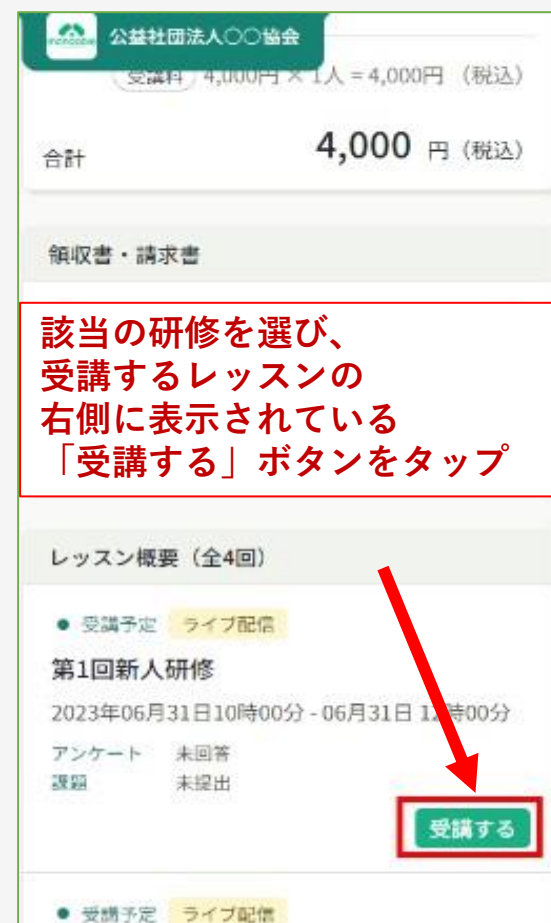 manaable
公益社団法人○○協会
受講料 4,000円 × 1人 = 4,000円 （税込）
合計 4,000 円（税込）
領収書・請求書
該当の研修を選び、
受講するレッスンの
右側に表示されている
「受講する」ボタンをタップ
レッスン概要（全4回）
受講予定 ライブ配信
第1回新人研修
2023年06月31日10時00分 - 06月31日 12時00分
アンケート 未回答
課題 未提出
受講する
受講予定 ライブ配信